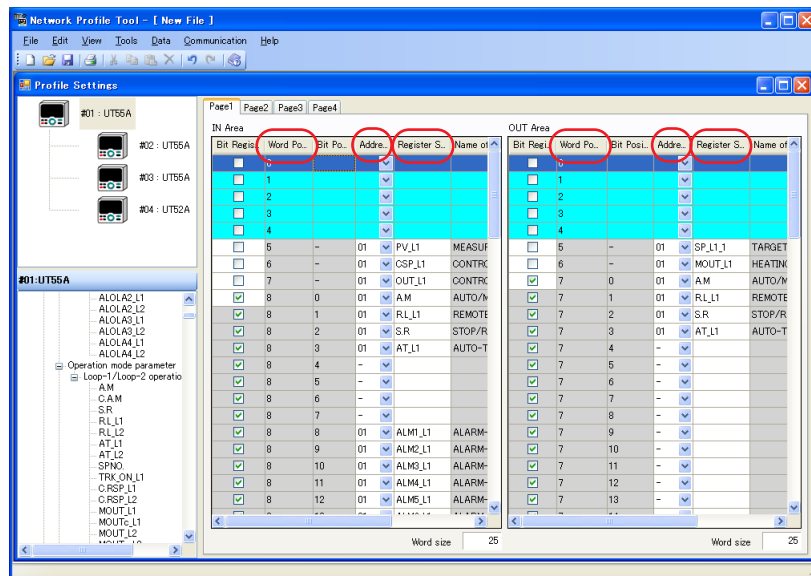 Network Profile Tool - [ New File ]
File Edit View Tools Data Communication Help
Profile Settings
#01 : UT55A
#02 : UT55A
#03 : UT55A
#04 : UT52A
#01:UT55A
ALOLA2_L1
ALOLA2_L2
ALOLA3_L1
ALOLA3_L2
ALOLA4_L1
ALOLA4_L2
Operation mode parameter
Loop-1/Loop-2 operatio
A.M
C.A.M
S.R
R.L_L1
R.L_L2
AT_L1
AT_L2
SPNO.
TRK_ON_L1
C.RSP_L1
C.RSP_L2
MOUT_L1
MOUTc_L1
MOUT_L2
Page1 Page2 Page3 Page4
IN Area
Bit Regis.. Word Po... Bit Po... Addre... Register S... Name of
0
1
2
3
4
5 - 01 PV_L1 MEASUF
6 - 01 CSP_L1 CONTRC
7 - 01 OUT_L1 CONTRC
8 0 01 A.M AUTO/M
8 1 01 R.L_L1 REMOTE
8 2 01 S.R STOP/R
8 3 01 AT_L1 AUTO-T
8 4 -
8 5 -
8 6 -
8 7 -
8 8 01 ALM1_L1 ALARM-
8 9 01 ALM2_L1 ALARM-
8 10 01 ALM3_L1 ALARM-
8 11 01 ALM4_L1 ALARM-
8 12 01 ALM5_L1 ALARM-
Word size 25
OUT Area
Bit Regi... Word Po... Bit Posi... Addre... Register S... Name of
0
1
2
3
4
5 - 01 SP_L1_1 TARGET
6 - 01 MOUT_L1 HEATING
7 0 01 A.M AUTO/M
7 1 01 R.L_L1 REMOTE
7 2 01 S.R STOP/R
7 3 01 AT_L1 AUTO-T
7 4 -
7 5 -
7 6 -
7 7 -
7 8 -
7 9 -
7 10 -
7 11 -
7 12 -
7 13 -
Word size 25